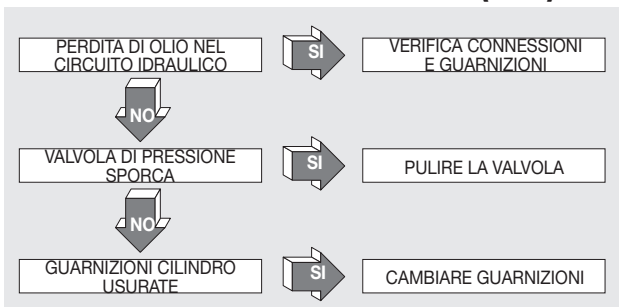 PERDITA DI OLIO NEL
CIRCUITO IDRAULICO
SI
VERIFICA CONNESSIONI
E GUARNIZIONI
NO
VALVOLA DI PRESSIONE
SPORCA
SI
PULIRE LA VALVOLA
NO
GUARNIZIONI CILINDRO
USURATE
SI
CAMBIARE GUARNIZIONI